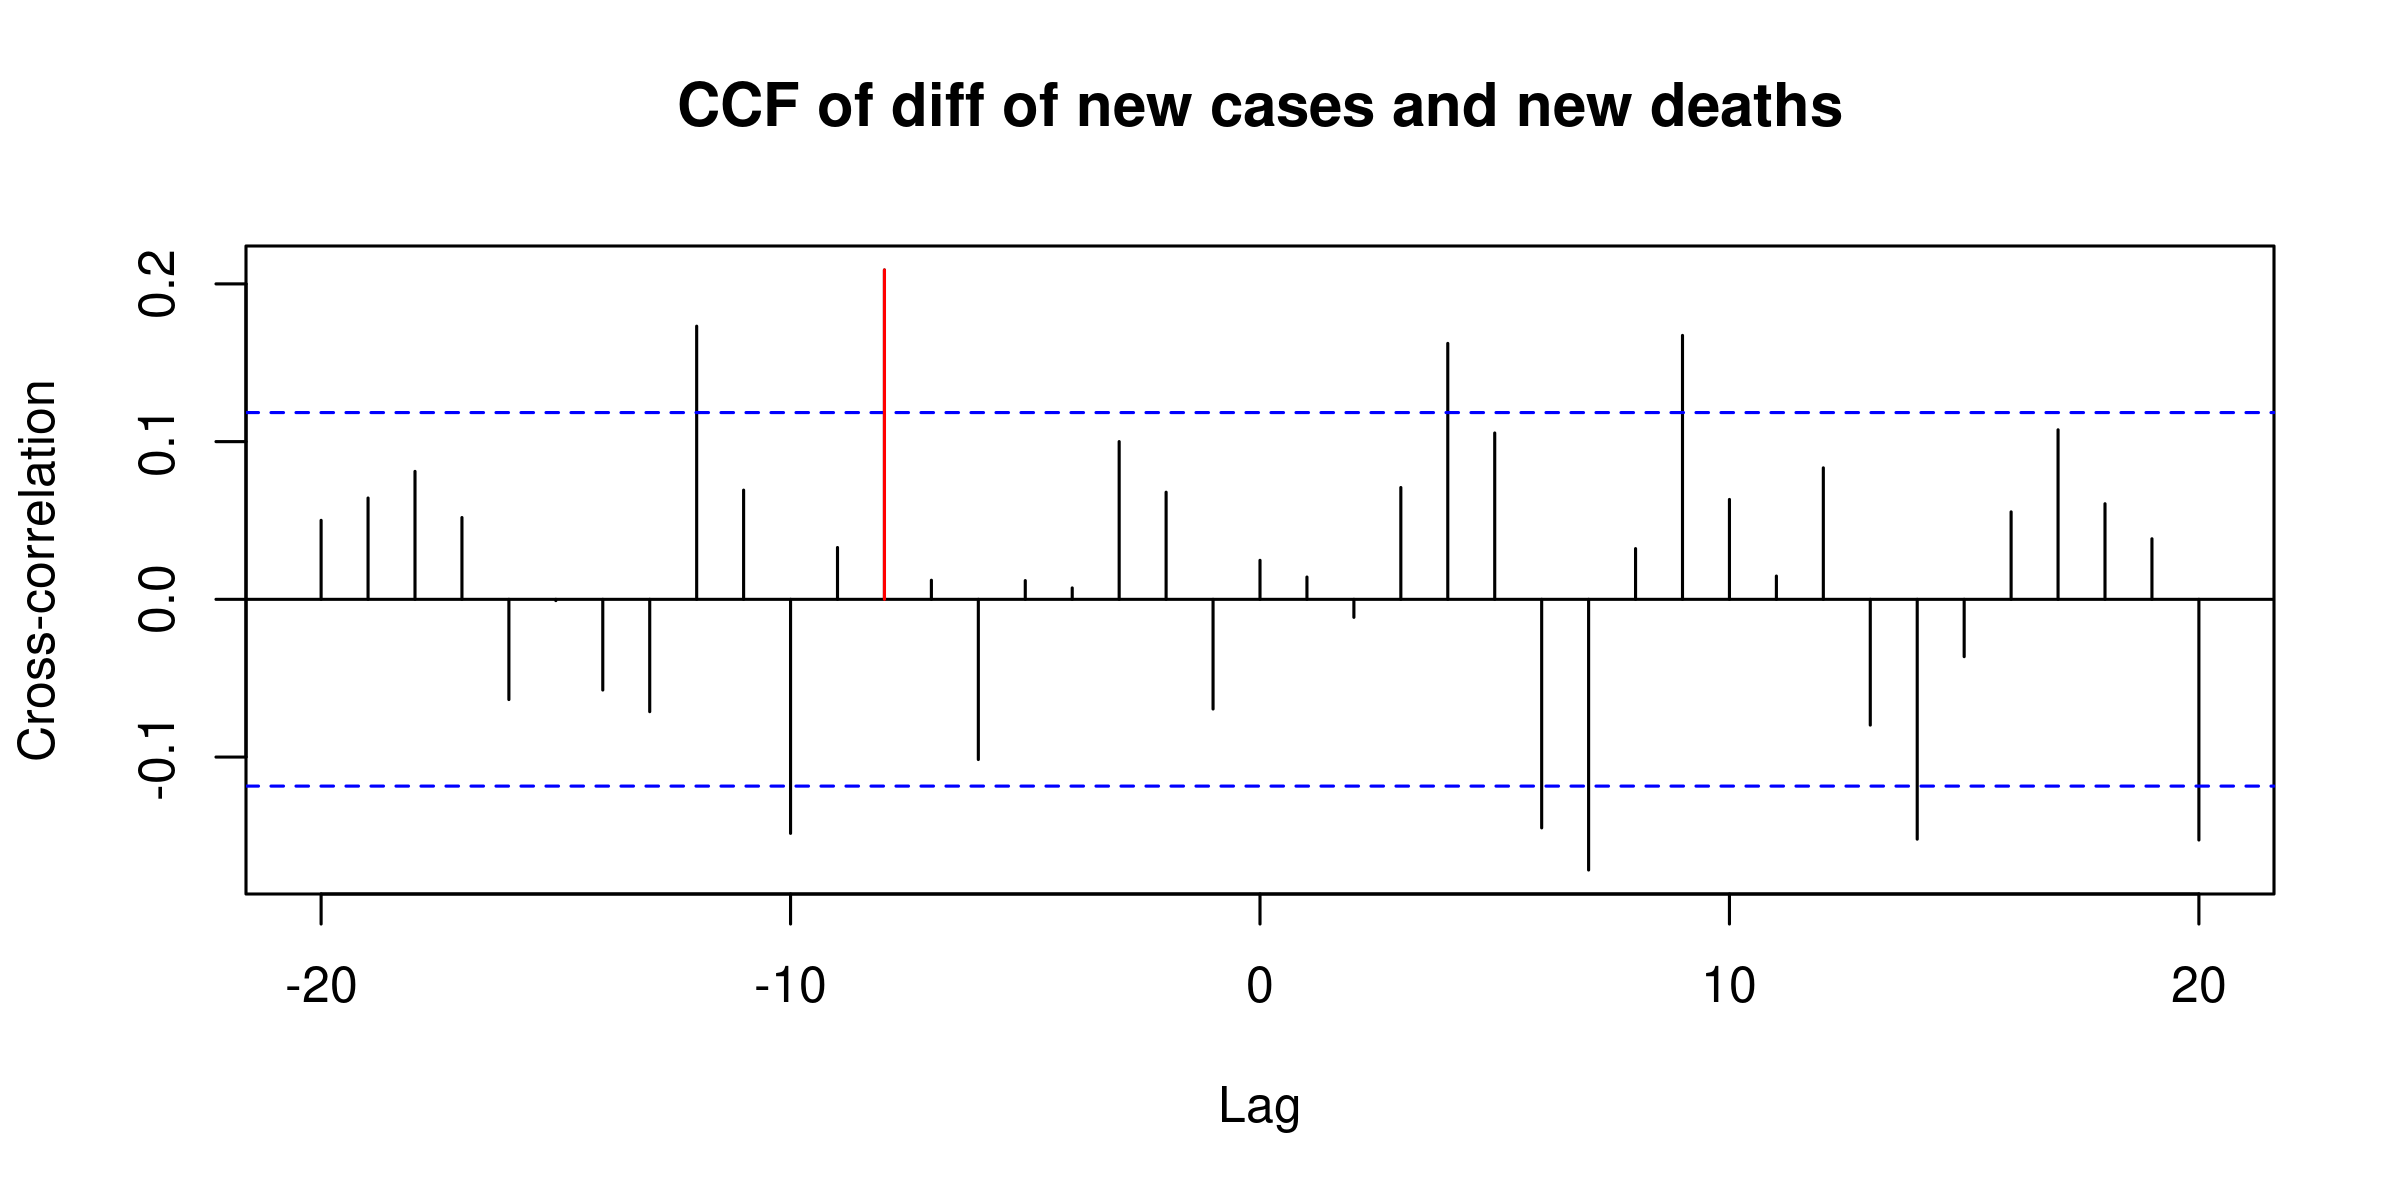 CCF of diff of new cases and new deaths
Cross-correlation
0.2
0.1
0.0
-0.1
-20 -10 0 10 20
Lag